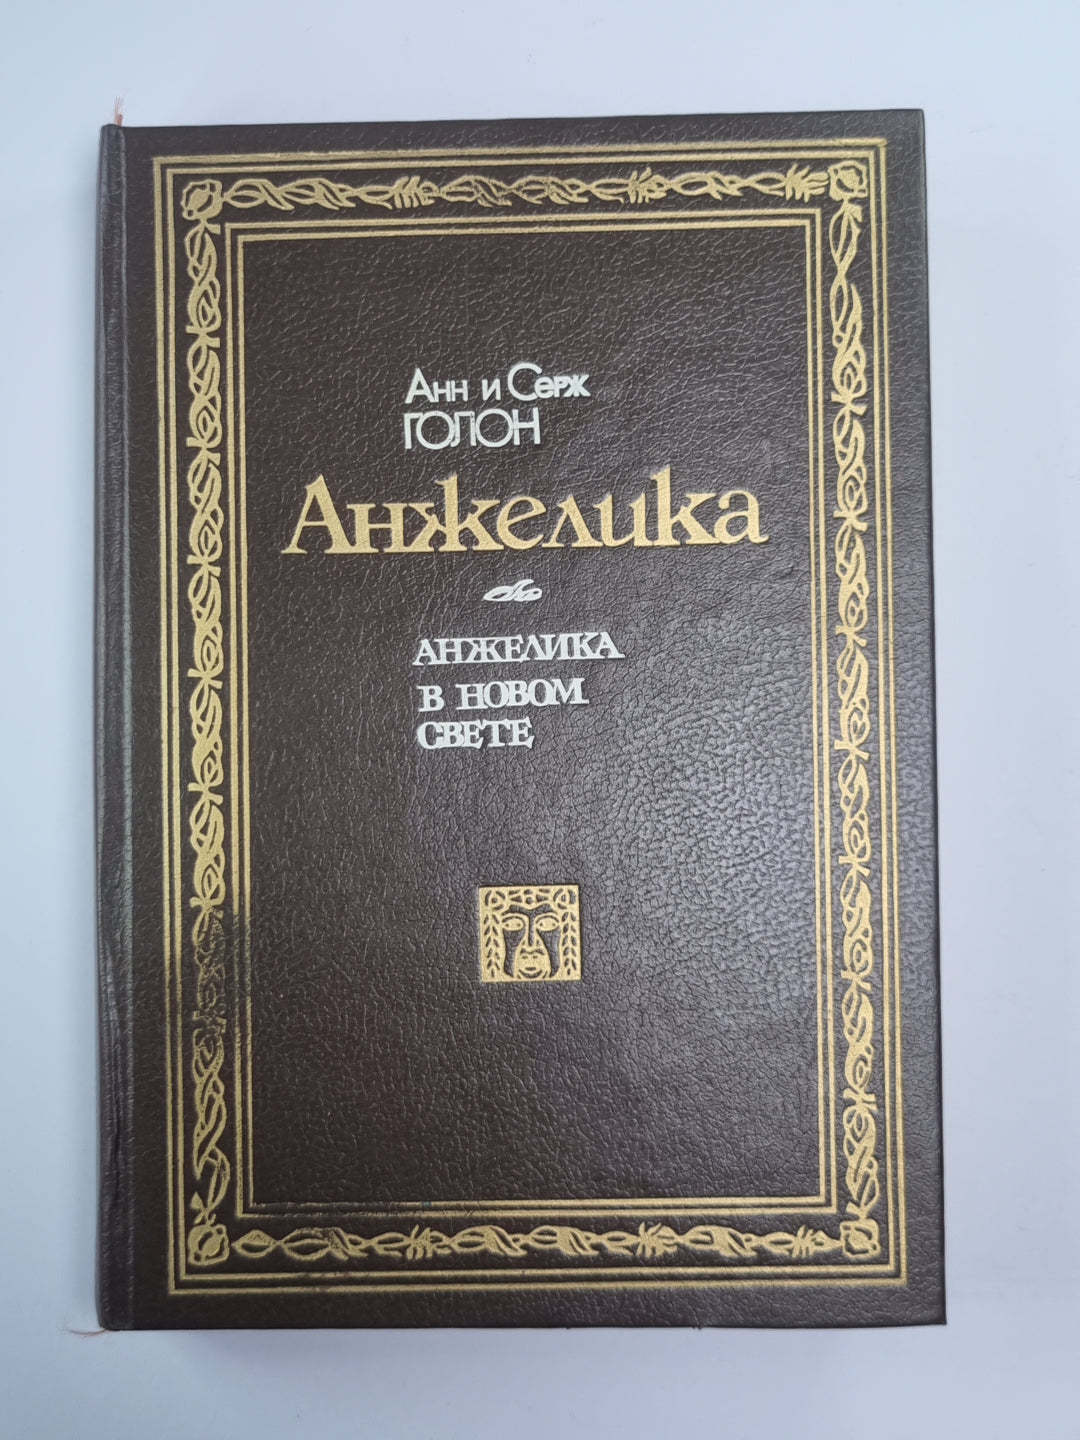 Анн и Серж
ГОЛОН
Анжелика
АНЖЕЛИКА
В НОВОМ
СВЕТЕ